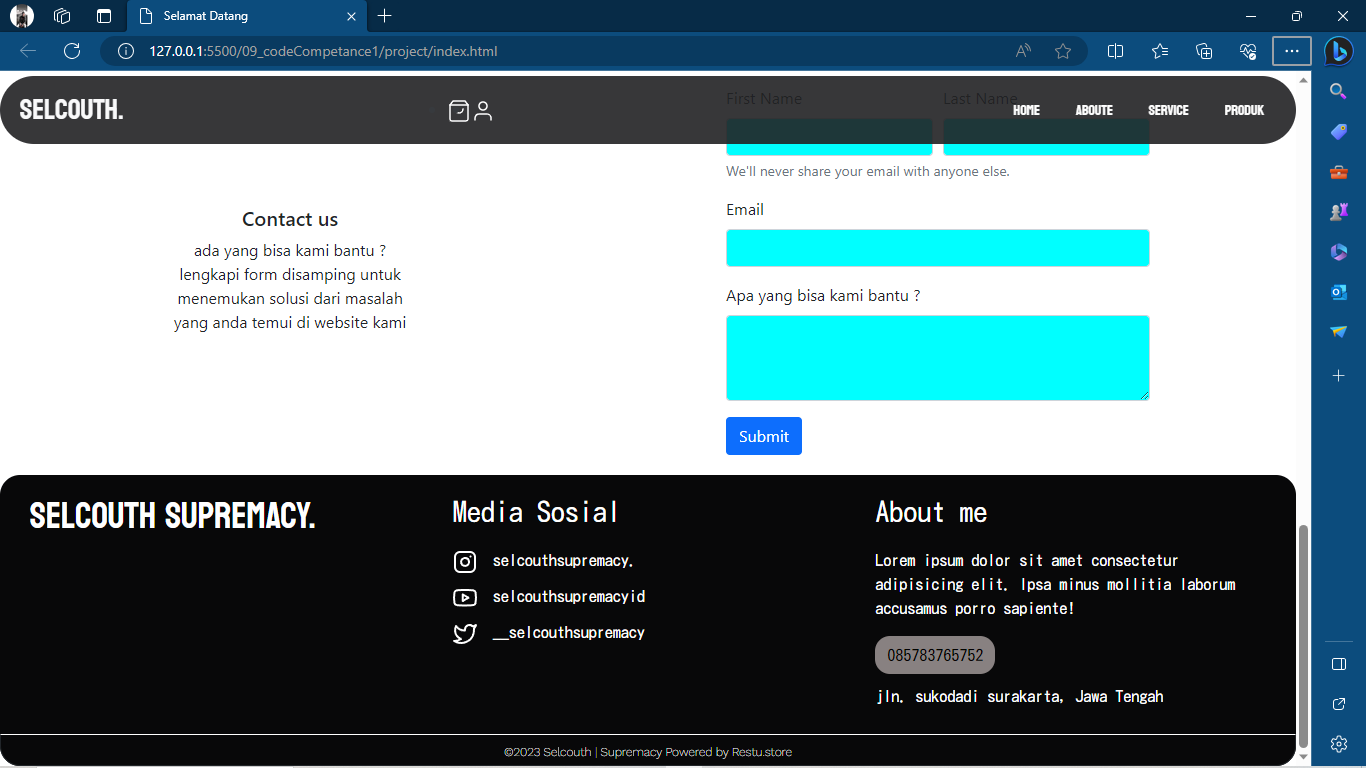 Selamat Datang
127.0.0.1:5500/09_codeCompetance1/project/index.html
SELCOUTH.
HOME ABOUTE SERVICE PRODUK
First Name Last Name
We'll never share your email with anyone else.
Email
Apa yang bisa kami bantu ?
Submit
Contact us
ada yang bisa kami bantu ?
lengkapi form disamping untuk
menemukan solusi dari masalah
yang anda temui di website kami
SELCOUTH SUPREMACY.
Media Sosial
selcouthsupremacy.
selcouthsupremacyid
__selcouthsupremacy
About me
Lorem ipsum dolor sit amet consectetur
adipisicing elit. Ipsa minus mollitia laborum
accusamus porro sapiente!
085783765752
jln. sukodadi surakarta, Jawa Tengah
©2023 Selcouth | Supremacy Powered by Restu.store